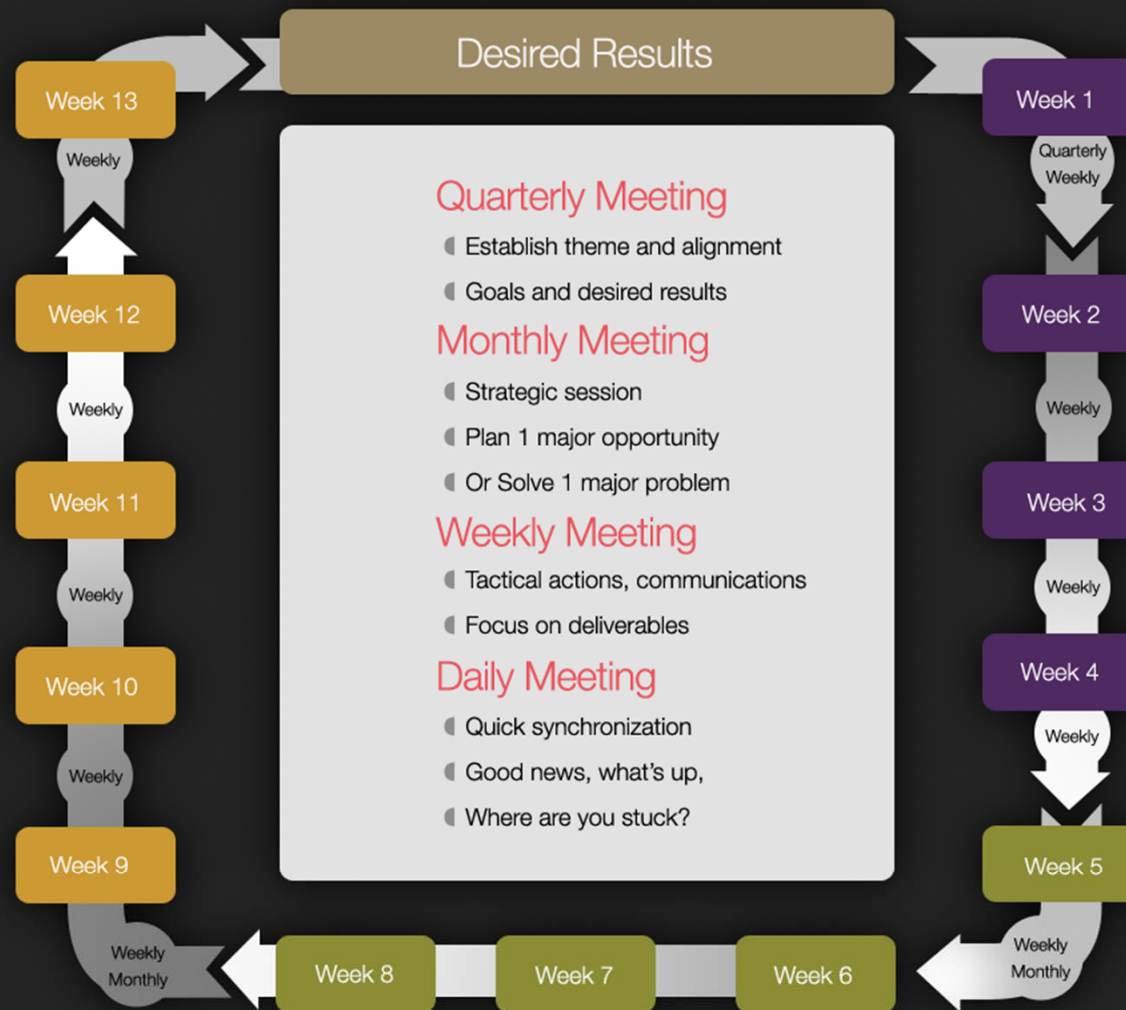 Desired Results
Week 1
Quarterly
Weekly
Week 2
Weekly
Week 3
Weekly
Week 4
Weekly
Week 5
Weekly
Monthly
Week 6
Week 7
Week 8
Weekly
Monthly
Week 9
Weekly
Week 10
Weekly
Week 11
Weekly
Week 12
Weekly
Week 13
Quarterly Meeting
Establish theme and alignment
Goals and desired results
Monthly Meeting
Strategic session
Plan 1 major opportunity
Or Solve 1 major problem
Weekly Meeting
Tactical actions, communications
Focus on deliverables
Daily Meeting
Quick synchronization
Good news, what's up,
Where are you stuck?